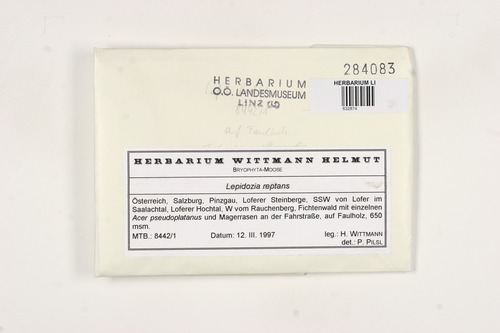 284083
HERBARIUM
O.Ö. LANDESMUSEUM
LINZ
HERBARIUM LI
auf Faulholz
HERBARIUM WITTMANN HELMUT
BRYOPHYTA-MOOSE
Lepidozia reptans
Österreich, Salzburg, Pinzgau, Loferer Steinberge, SSW von Lofer im
Saalachtal, Loferer Hochtal, W vom Rauchenberg, Fichtenwald mit einzelnen
Acer pseudoplatanus und Magerrasen an der Fahrstraße, auf Faulholz, 650
msm.
MTB.: 8442/1 Datum: 12. III. 1997 leg.: H. WITTMANN
det.: P. PILSL